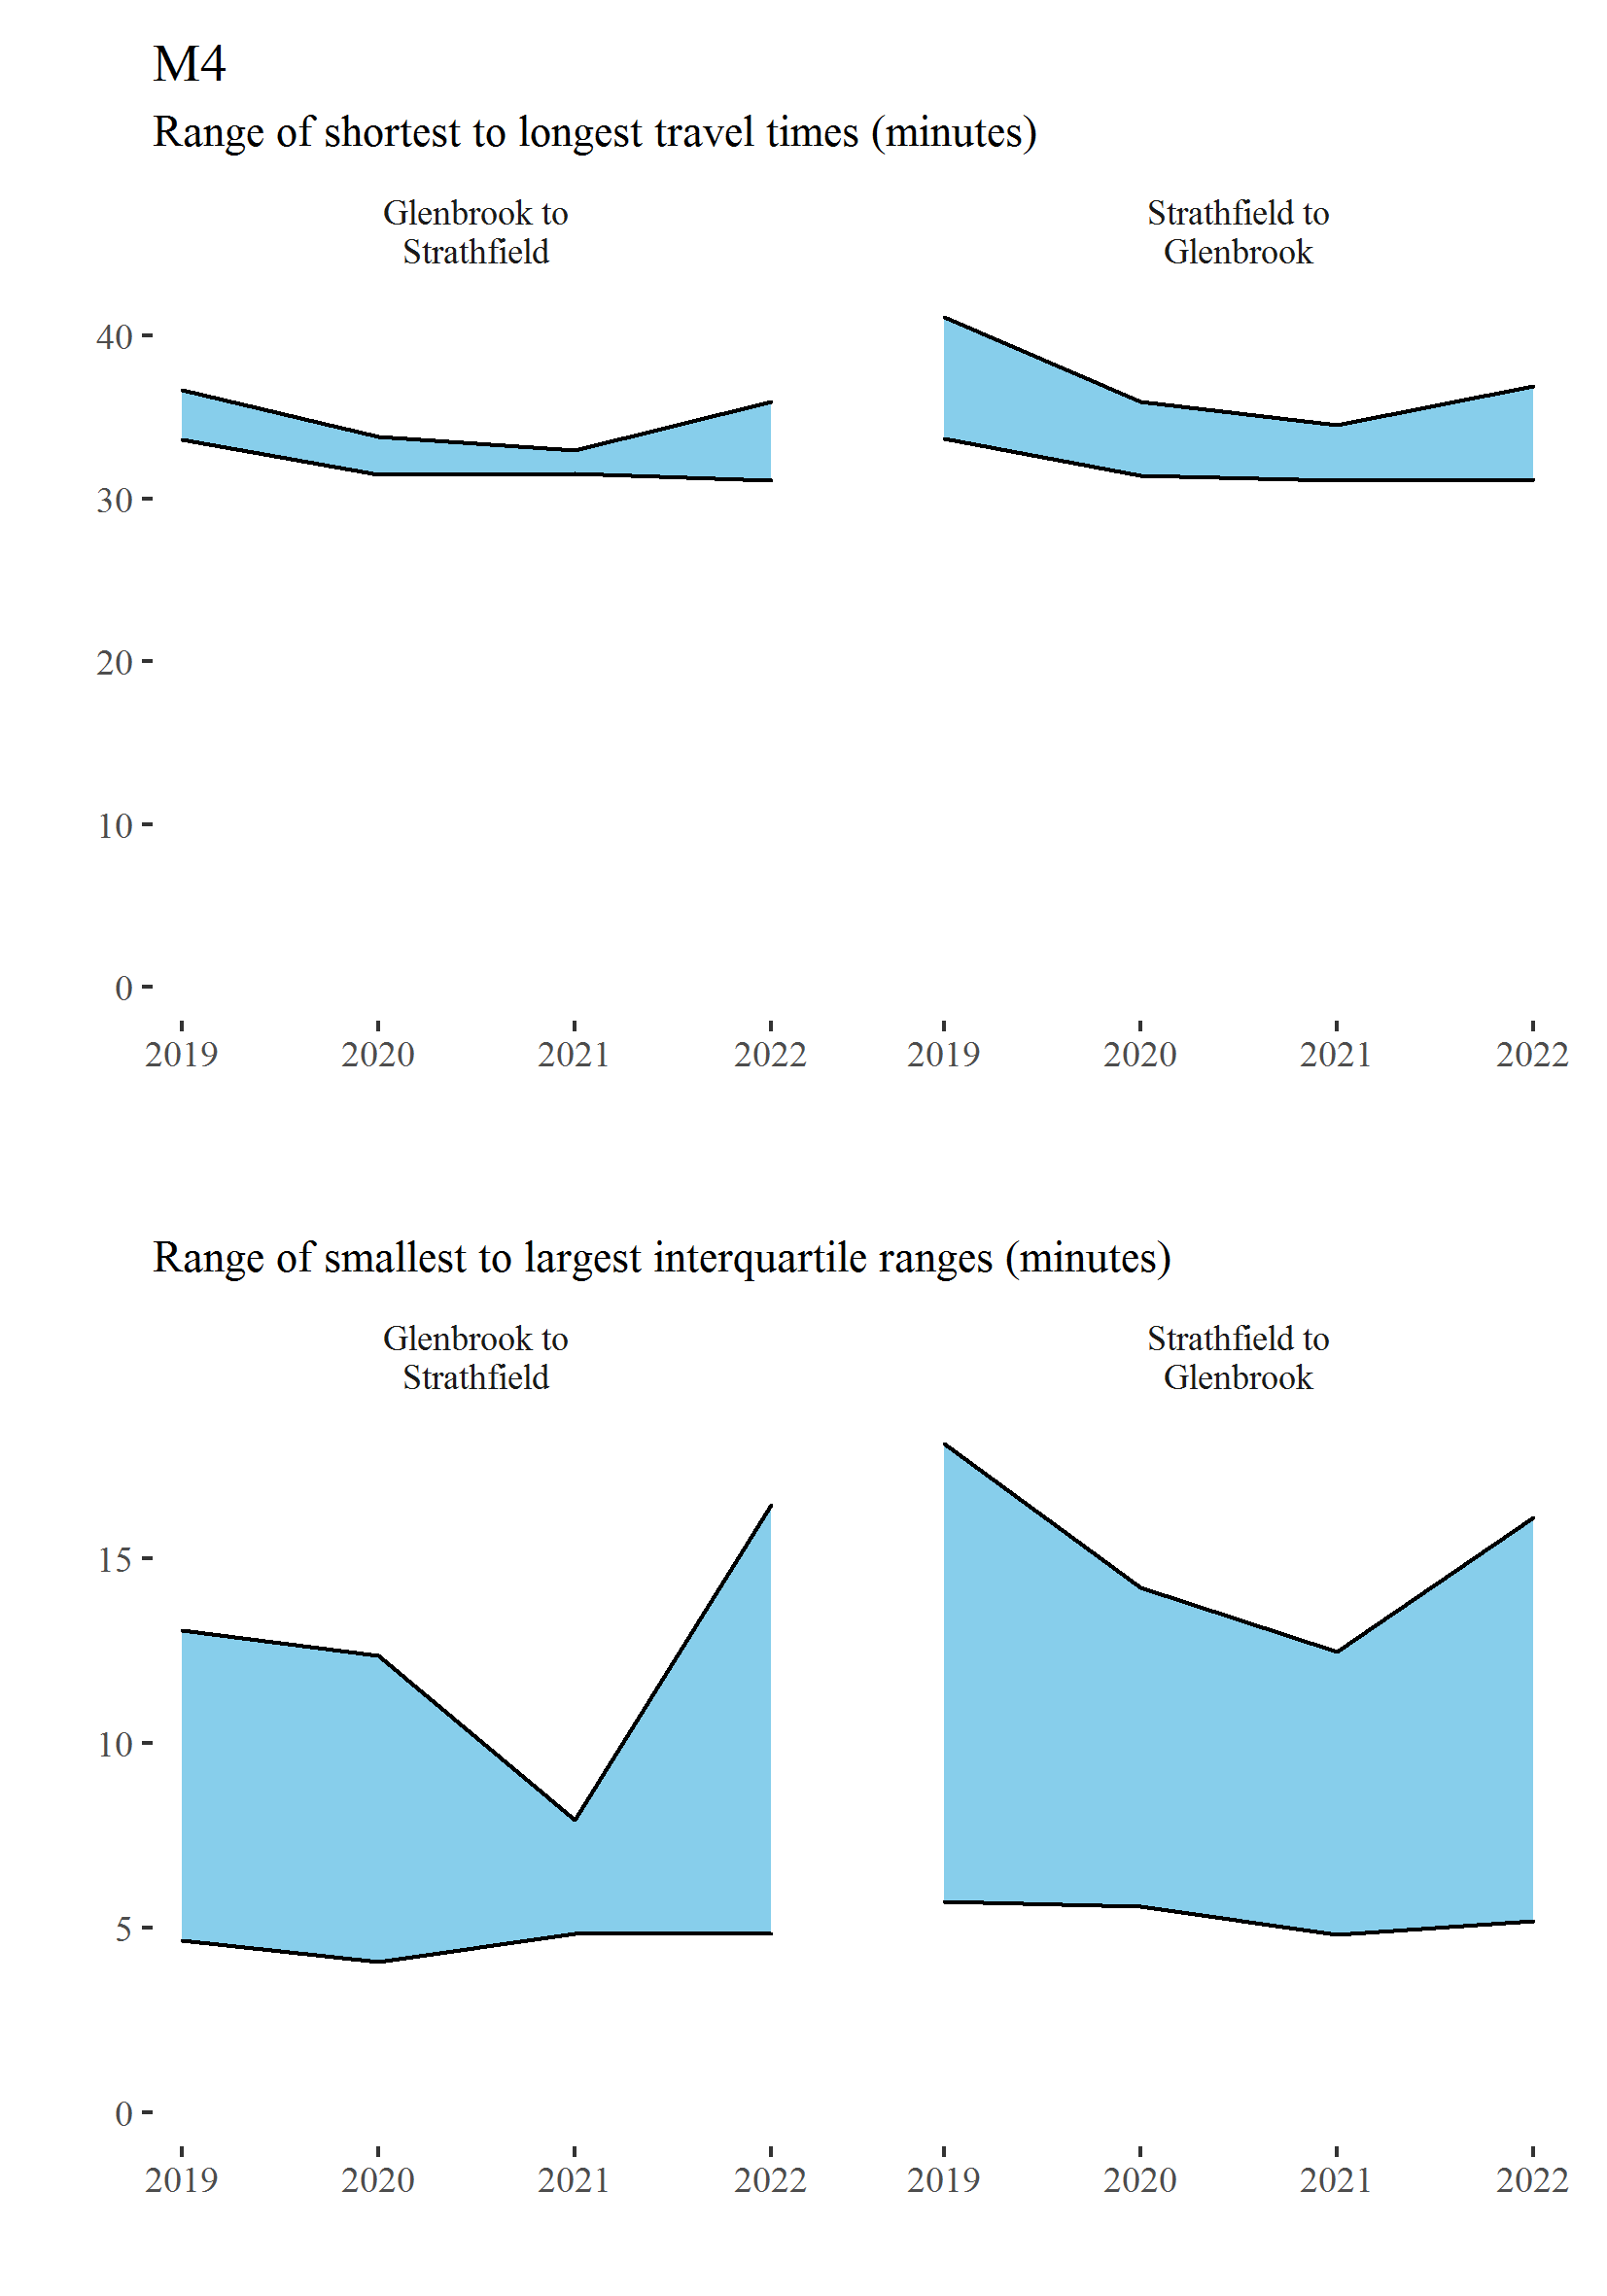 M4
Range of shortest to longest travel times (minutes)
Glenbrook to
Strathfield
Strathfield to
Glenbrook
40
30
20
10
0
2019 2020 2021 2022 2019 2020 2021 2022
Range of smallest to largest interquartile ranges (minutes)
Glenbrook to
Strathfield
Strathfield to
Glenbrook
15
10
5
0
2019 2020 2021 2022 2019 2020 2021 2022